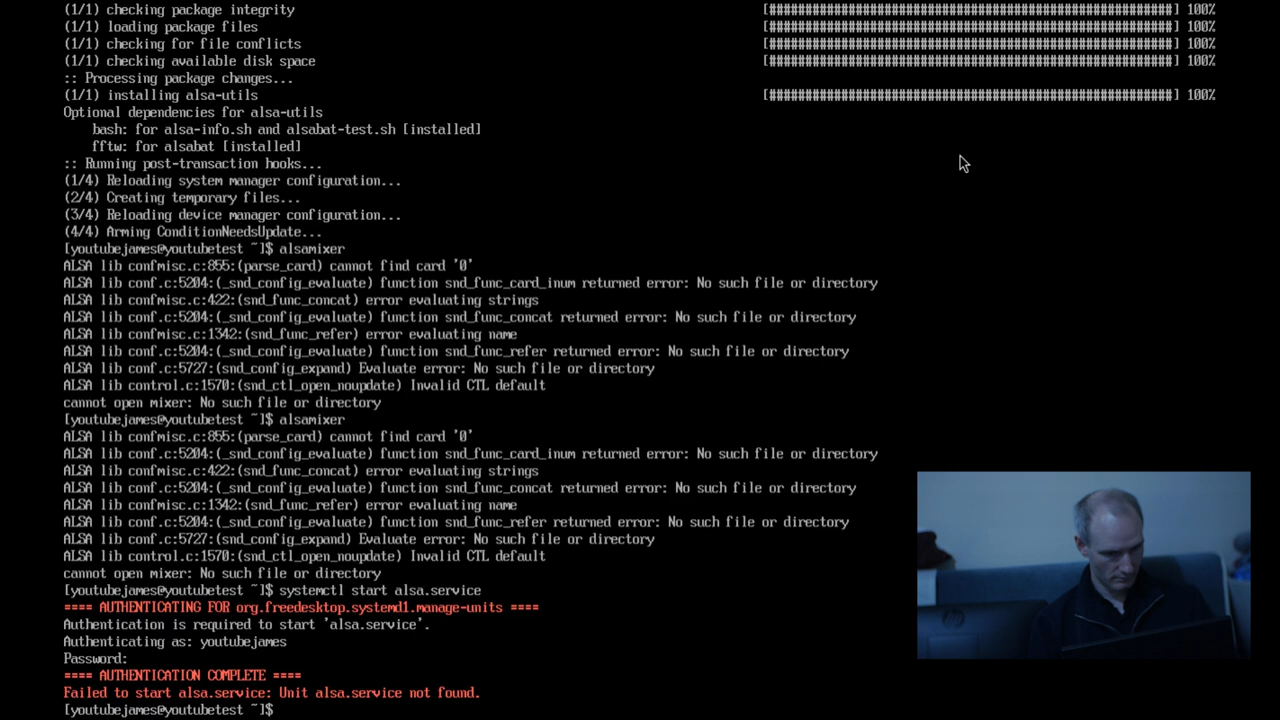 (1/1) checking package integrity [################################################] 100%
(1/1) loading package files [################################################] 100%
(1/1) checking for file conflicts [################################################] 100%
(1/1) checking available disk space [################################################] 100%
:: Processing package changes...
(1/1) installing alsa-utils [################################################] 100%
Optional dependencies for alsa-utils
bash: for alsa-info.sh and alsabat-test.sh [installed]
fftw: for alsabat [installed]
:: Running post-transaction hooks...
(1/4) Reloading system manager configuration...
(2/4) Creating temporary files...
(3/4) Reloading device manager configuration...
(4/4) Arming ConditionNeedsUpdate...
[youtubejames@youtubetest ~]$ alsamixer
ALSA lib confmisc.c:855:(parse_card) cannot find card '0'
ALSA lib conf.c:5204:(_snd_config_evaluate) function snd_func_card_inum returned error: No such file or directory
ALSA lib confmisc.c:422:(snd_func_concat) error evaluating strings
ALSA lib conf.c:5204:(_snd_config_evaluate) function snd_func_concat returned error: No such file or directory
ALSA lib confmisc.c:1342:(snd_func_refer) error evaluating name
ALSA lib conf.c:5204:(_snd_config_evaluate) function snd_func_refer returned error: No such file or directory
ALSA lib conf.c:5727:(snd_config_expand) Evaluate error: No such file or directory
ALSA lib control.c:1570:(snd_ctl_open_noupdate) Invalid CTL default
cannot open mixer: No such file or directory
[youtubejames@youtubetest ~]$ alsamixer
ALSA lib confmisc.c:855:(parse_card) cannot find card '0'
ALSA lib conf.c:5204:(_snd_config_evaluate) function snd_func_card_inum returned error: No such file or directory
ALSA lib confmisc.c:422:(snd_func_concat) error evaluating strings
ALSA lib conf.c:5204:(_snd_config_evaluate) function snd_func_concat returned error: No such file or directory
ALSA lib confmisc.c:1342:(snd_func_refer) error evaluating name
ALSA lib conf.c:5204:(_snd_config_evaluate) function snd_func_refer returned error: No such file or directory
ALSA lib conf.c:5727:(snd_config_expand) Evaluate error: No such file or directory
ALSA lib control.c:1570:(snd_ctl_open_noupdate) Invalid CTL default
cannot open mixer: No such file or directory
[youtubejames@youtubetest ~]$ systemctl start alsa.service
==== AUTHENTICATING FOR org.freedesktop.systemd1.manage-units ====
Authentication is required to start 'alsa.service'.
Authenticating as: youtubejames
Password:
==== AUTHENTICATION COMPLETE ====
Failed to start alsa.service: Unit alsa.service not found.
[youtubejames@youtubetest ~]$